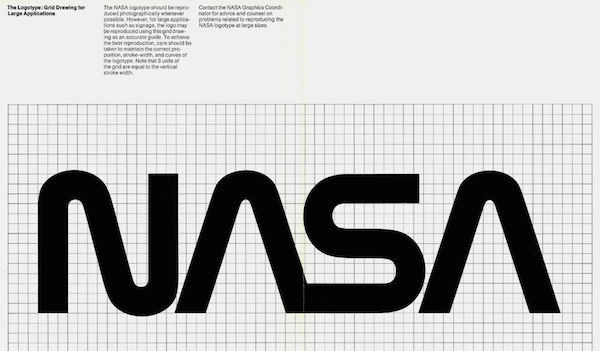 The Logotype: Grid Drawing for
Large Applications
The NASA logotype should be repro-
duced photographically whenever
possible. However, for large applica-
tions such as signage, the logo may
be reproduced using this grid draw-
ing as an accurate guide. To achieve
the best reproduction, care should be
taken to maintain the correct pro-
portion, stroke-width, and curves of
the logotype. Note that 3 units of
the grid are equal to the vertical
stroke width.
Contact the NASA Graphics Coordi-
nator for advice and counsel on
problems related to reproducing the
NASA logotype at large sizes.
NASA